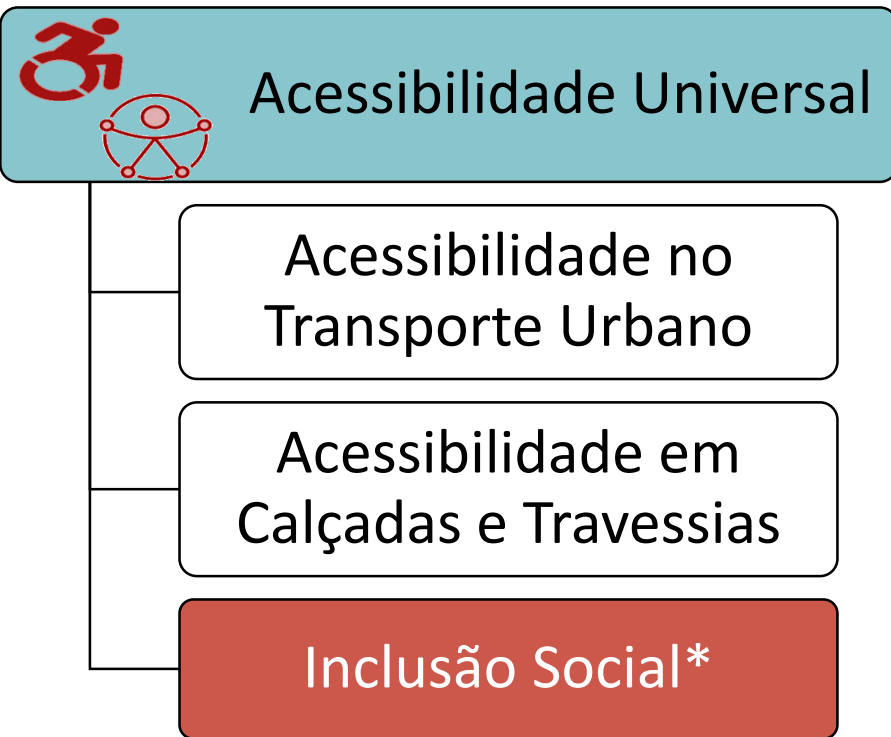 Acessibilidade Universal
Acessibilidade no
Transporte Urbano
Acessibilidade em
Calçadas e Travessias
Inclusão Social*